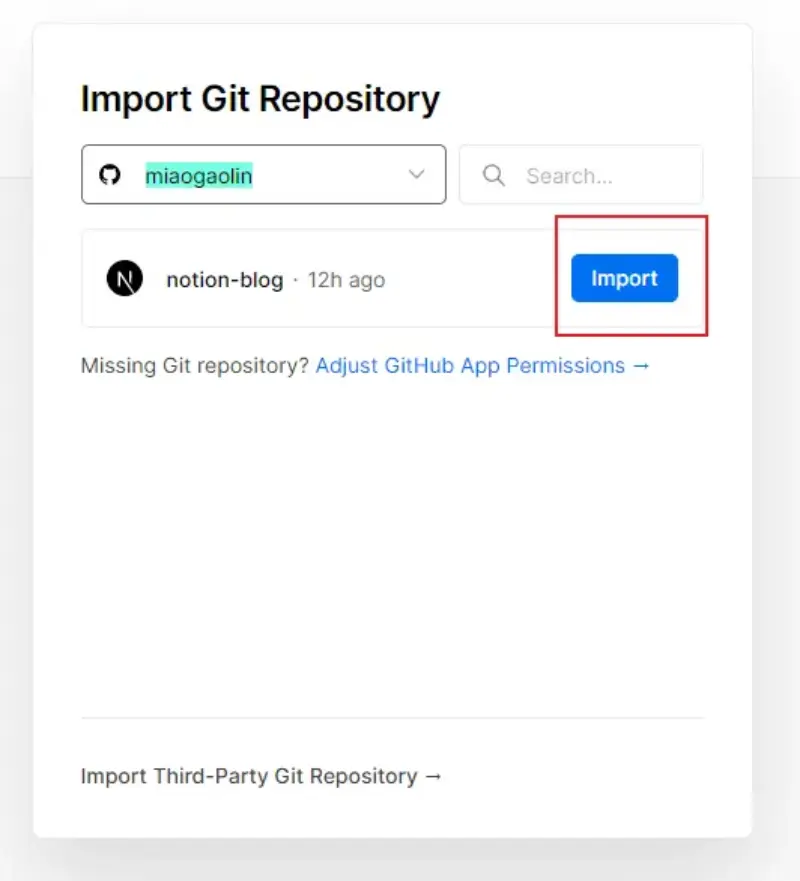 Import Git Repository
miaogaolin Search...
N notion-blog · 12h ago Import
Missing Git repository? Adjust GitHub App Permissions →
Import Third-Party Git Repository →